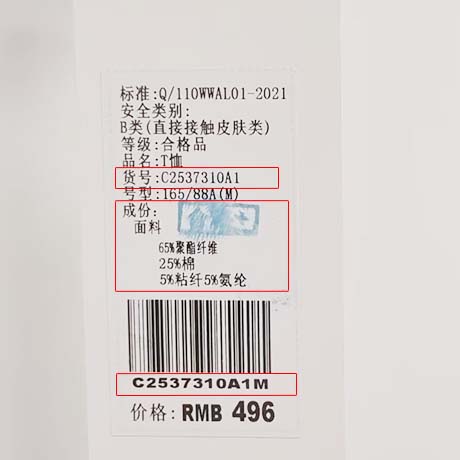 标准:Q/110WWAL01-2021
安全类别:
B类(直接接触皮肤类)
等级:合格品
品名:T恤
货号:C2537310A1
号型:165/88A(M)
成份:
面料
65%聚酯纤维
25%棉
5%粘纤5%氨纶
C2537310A1M
价格: RMB 496